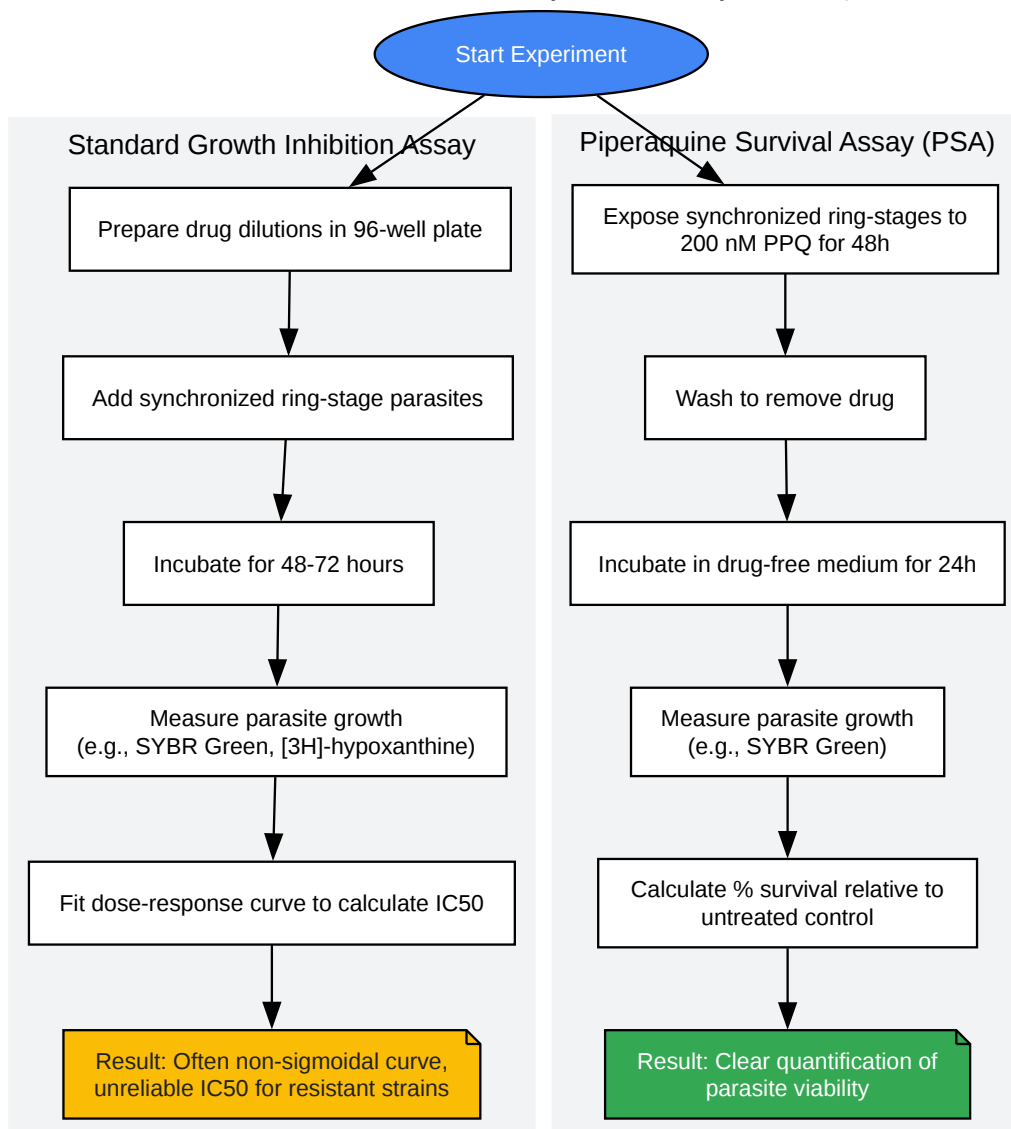 Start Experiment
Standard Growth Inhibition Assay
Prepare drug dilutions in 96-well plate
Add synchronized ring-stage parasites
Incubate for 48-72 hours
Measure parasite growth
(e.g., SYBR Green, [3H]-hypoxanthine)
Fit dose-response curve to calculate IC50
Result: Often non-sigmoidal curve,
unreliable IC50 for resistant strains
Piperaquine Survival Assay (PSA)
Expose synchronized ring-stages to
200 nM PPQ for 48h
Wash to remove drug
Incubate in drug-free medium for 24h
Measure parasite growth
(e.g., SYBR Green)
Calculate % survival relative to
untreated control
Result: Clear quantification of
parasite viability